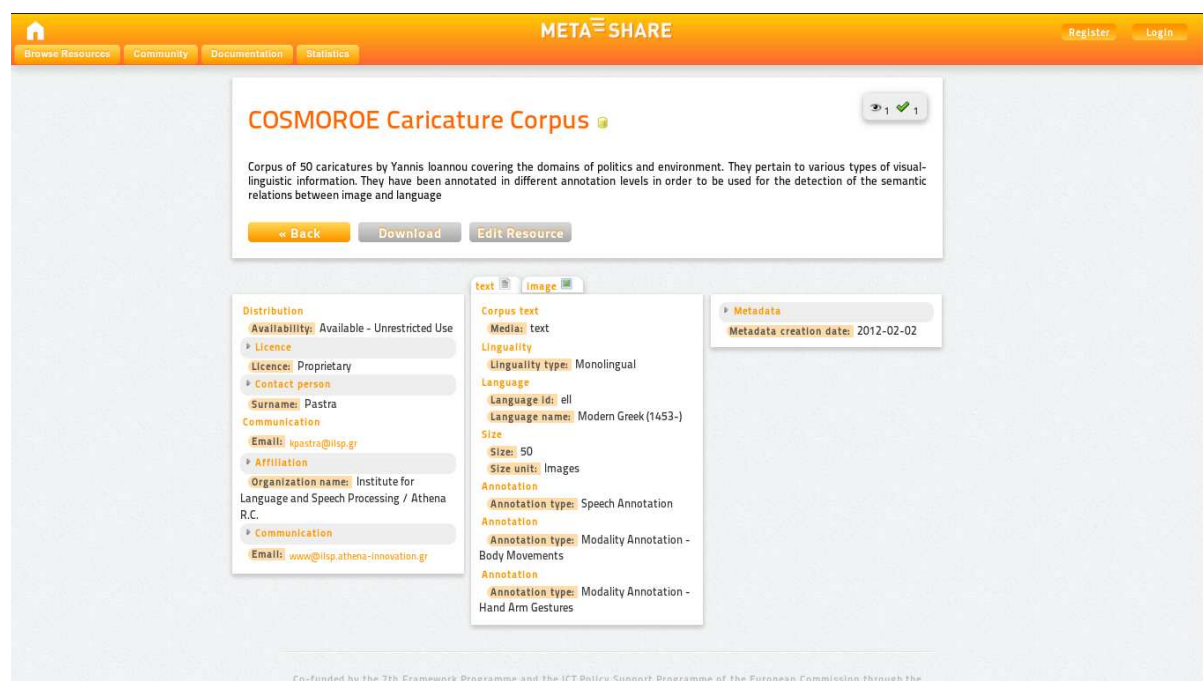 META SHARE
Register
Login
Browse Resources
Community
Documentation
Statistics
COSMOROE Caricature Corpus
1
1
Corpus of 50 caricatures by Yannis Ioannou covering the domains of politics and environment. They pertain to various types of visual-
linguistic information. They have been annotated in different annotation levels in order to be used for the detection of the semantic
relations between image and language
« Back
Download
Edit Resource
Distribution
Availability: Available - Unrestricted Use
Licence
Licence: Proprietary
Contact person
Surname: Pastra
Communication
Email: kpastra@ilsp.gr
Affiliation
Organization name: Institute for
Language and Speech Processing / Athena
R.C.
Communication
Email: www@ilsp.athena-innovation.gr
text
image
Corpus text
Media: text
Linguality
Linguality type: Monolingual
Language
Language id: ell
Language name: Modern Greek (1453-)
Size
Size: 50
Size unit: Images
Annotation
Annotation type: Speech Annotation
Annotation
Annotation type: Modality Annotation -
Body Movements
Annotation
Annotation type: Modality Annotation -
Hand Arm Gestures
Metadata
Metadata creation date: 2012-02-02
Co-funded by the 7th Framework Programme and the ICT Policy Support Programme of the European Commission through the